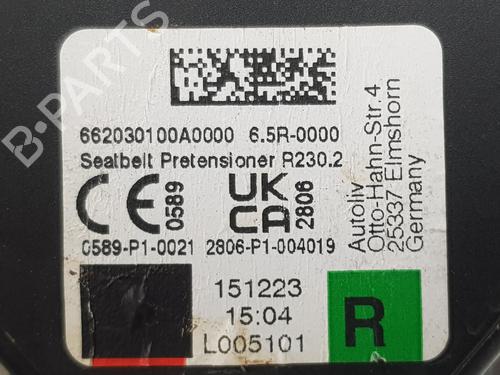 B-PARTS
662030100A0000 6.5R-0000
Seatbelt Pretensioner R230.2
CE 0589
UK CA 2806
0589-P1-0021 2806-P1-004019
Autoliv
Otto-Hahn-Str.4
25337 Elmshorn
Germany
151223
15:04
L005101
R